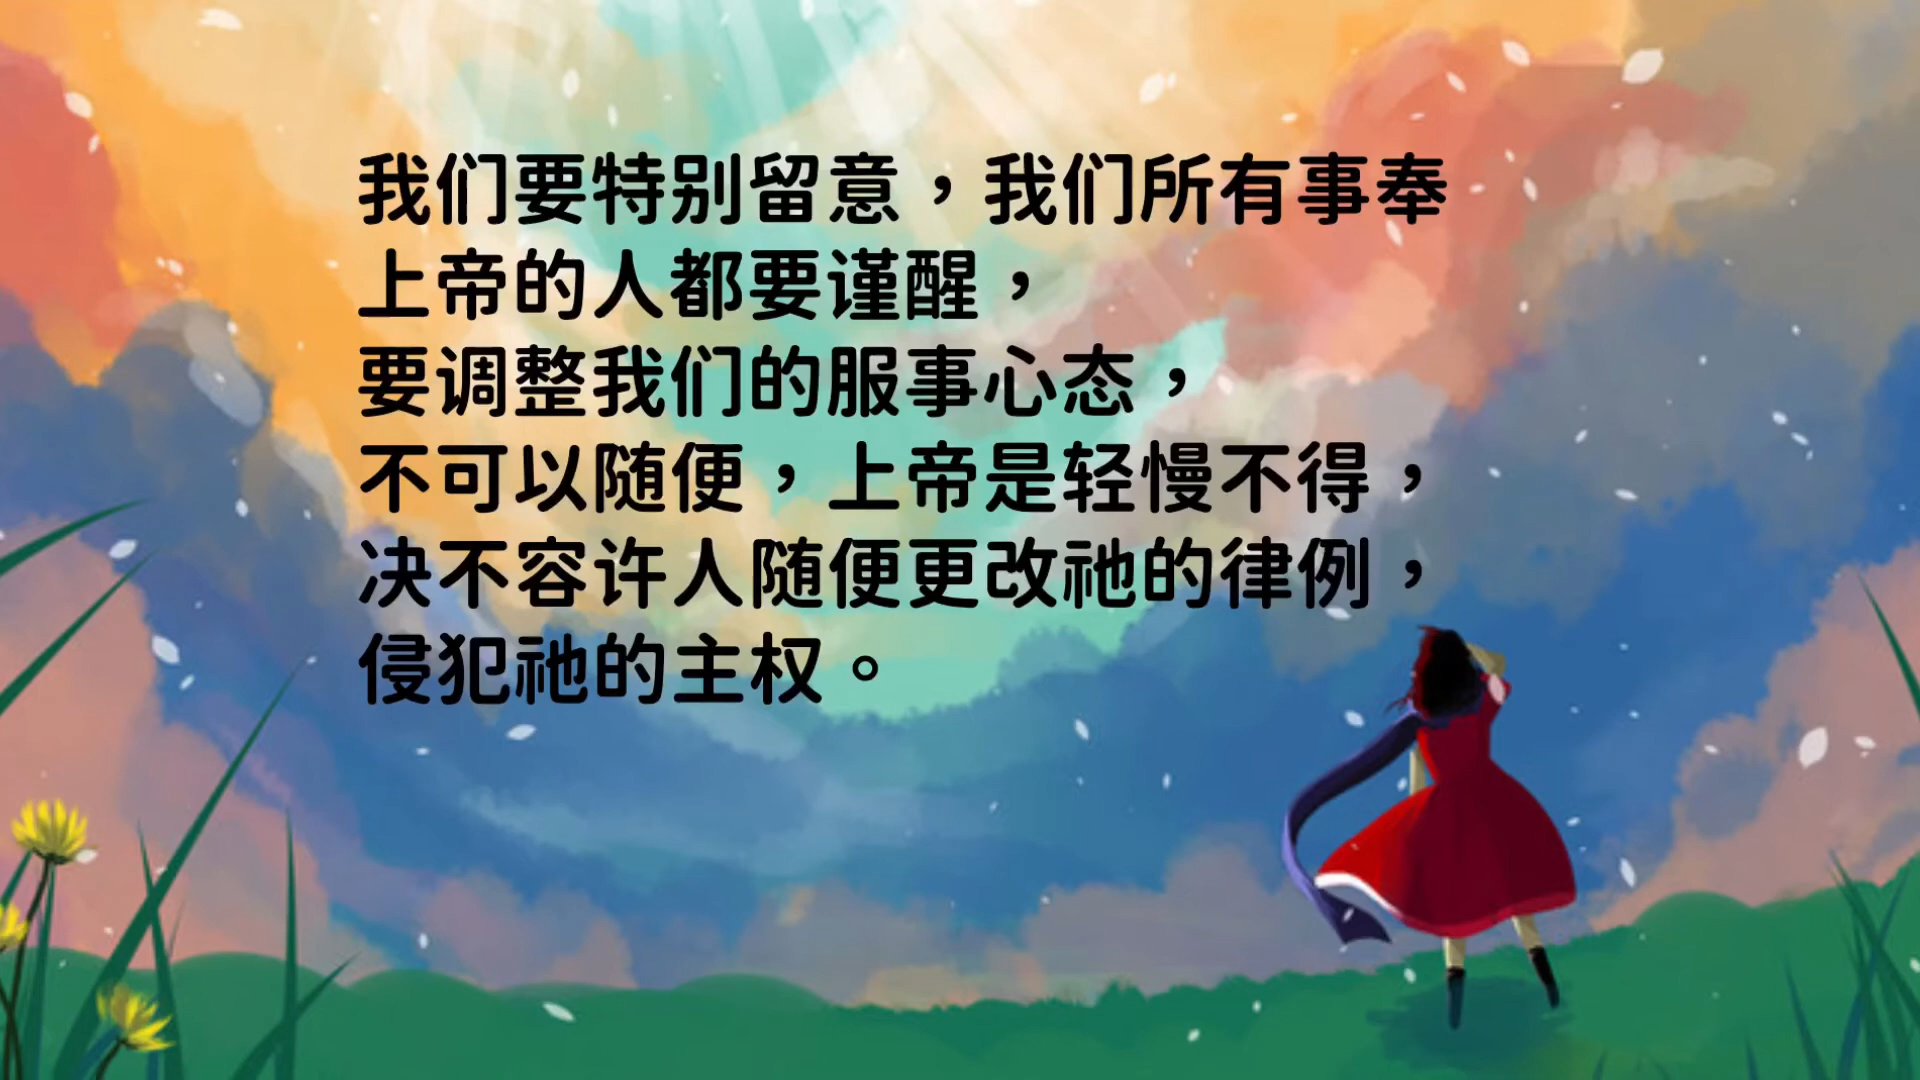 我们要特别留意，我们所有事奉
上帝的人都要谨醒，
要调整我们的服事心态，
不可以随便，上帝是轻慢不得，
决不容许人随便更改祂的律例，
侵犯祂的主权。